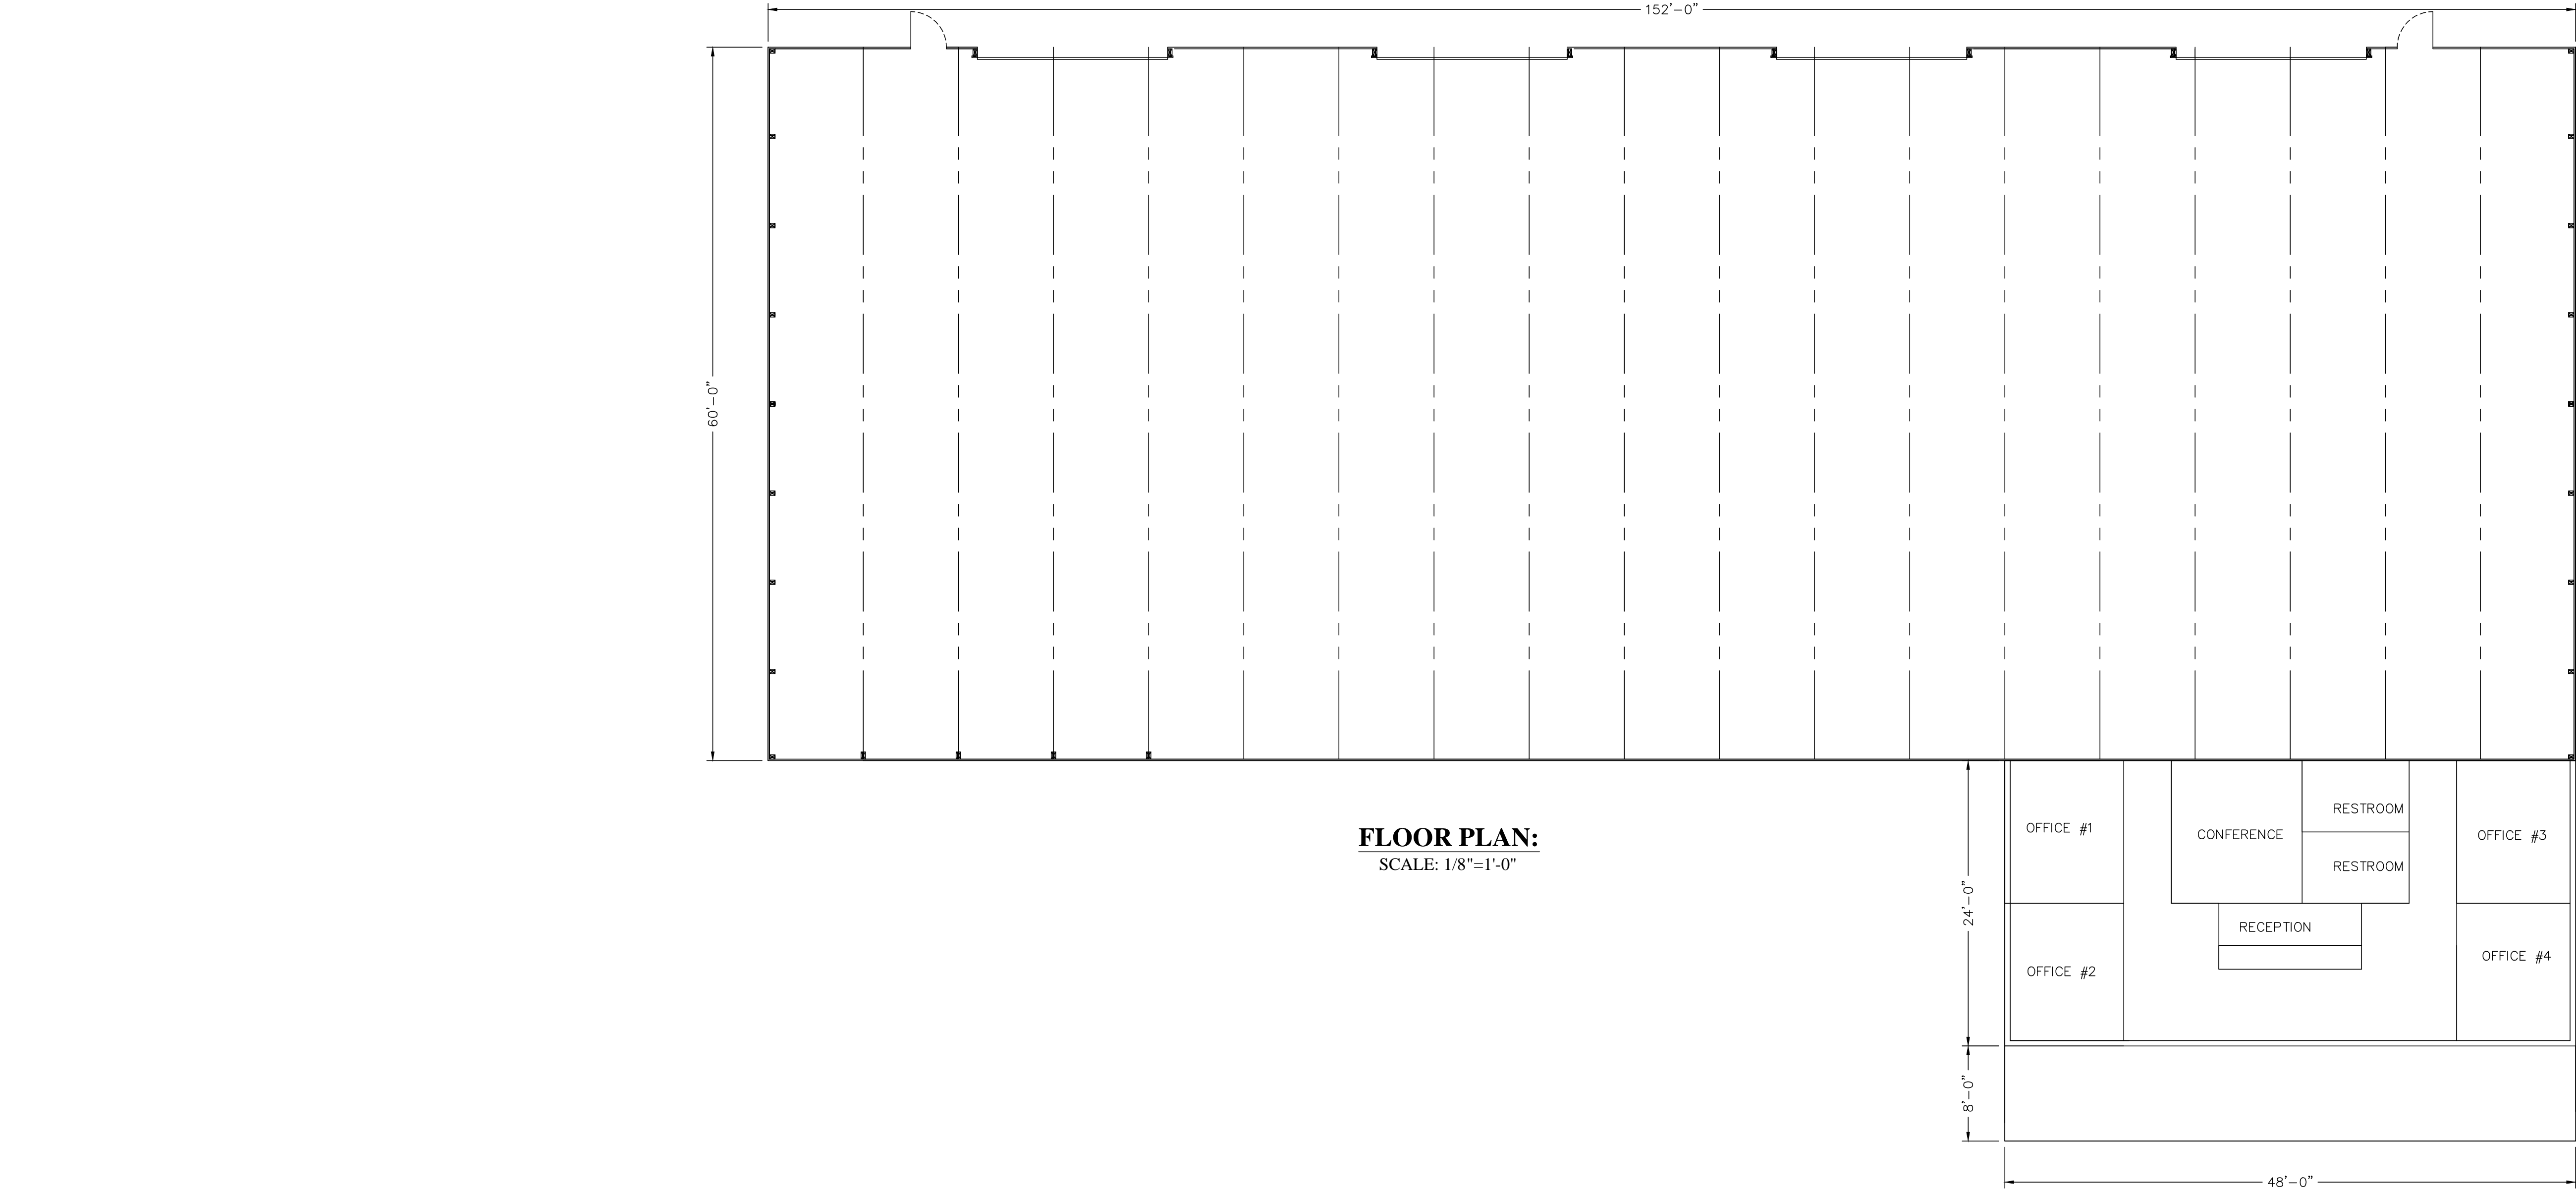 152'-0"
60'-0"
FLOOR PLAN:
SCALE: 1/8"=1'-0"
24'-0"
8'-0"
OFFICE #1
OFFICE #2
CONFERENCE
RESTROOM
RESTROOM
RECEPTION
OFFICE #3
OFFICE #4
48'-0"